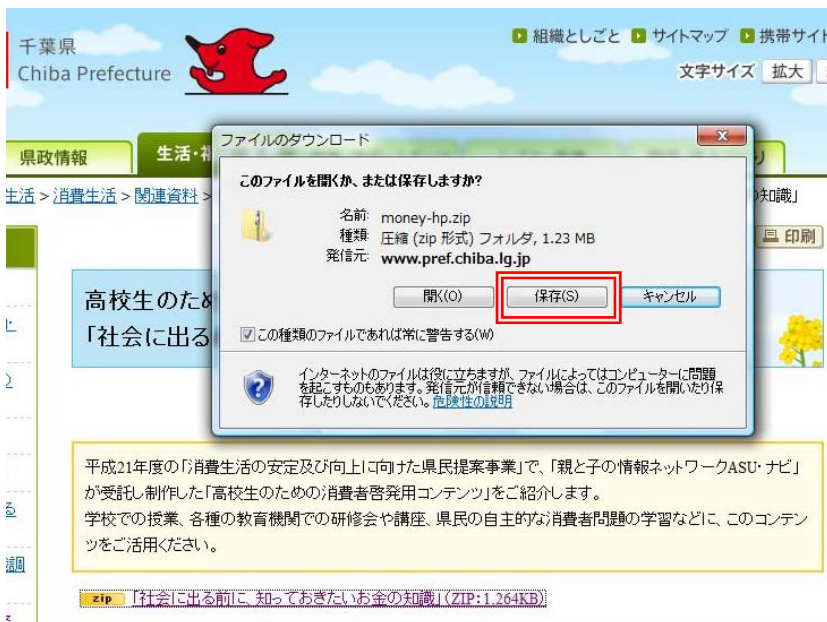 千葉県
Chiba Prefecture
組織としごと サイトマップ 携帯サイト
文字サイズ 拡大
県政情報 生活・福
ファイルのダウンロード
生活 > 消費生活 > 関連資料 >
の知識」
このファイルを開くか、または保存しますか?
名前: money-hp.zip
種類: 圧縮 (zip 形式) フォルダ, 1.23 MB
発信元: www.pref.chiba.lg.jp
印刷
開く(O) 保存(S) キャンセル
高校生のため
「社会に出る
この種類のファイルであれば常に警告する(W)
インターネットのファイルは役に立ちますが、ファイルによってはコンピューターに問題
を起こすものもあります。発信元が信頼できない場合は、このファイルを開いたり保
存したりしないでください。危険性の説明
平成21年度の「消費生活の安定及び向上に向けた県民提案事業」で、「親と子の情報ネットワークASU・ナビ」
が受託し制作した「高校生のための消費者啓発用コンテンツ」をご紹介します。
学校での授業、各種の教育機関での研修会や講座、県民の自主的な消費者問題の学習などに、このコンテン
ツをご活用ください。
る
調
zip 「社会に出る前に、知っておきたいお金の知識」(ZIP:1,264KB)